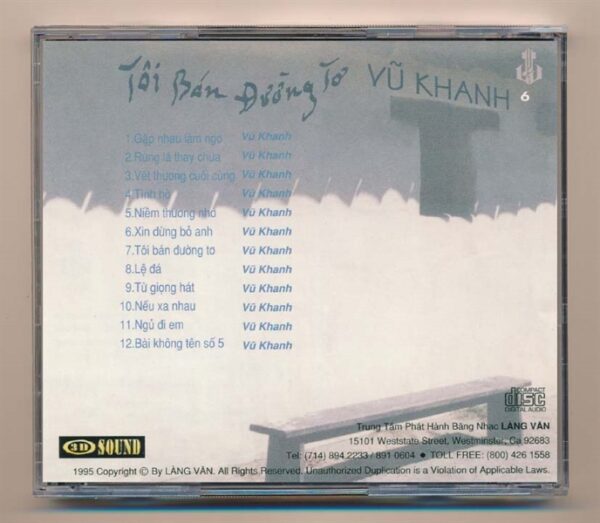 Tôi Bán Đường Tơ VŨ KHANH
6
1.Gặp nhau làm ngơ Vũ Khanh
2.Rừng lá thay chưa Vũ Khanh
3.Vết thương cuối cùng Vũ Khanh
4.Tình bơ Vũ Khanh
5.Niềm thương nhớ Vũ Khanh
6.Xin đừng bỏ anh Vũ Khanh
7.Tôi bán đường tơ Vũ Khanh
8.Lệ đá Vũ Khanh
9.Từ giọng hát Vũ Khanh
10.Nếu xa nhau Vũ Khanh
11.Ngủ đi em Vũ Khanh
12.Bài không tên số 5 Vũ Khanh
COMPACT
disc
DIGITAL AUDIO
Trung Tâm Phát Hành Băng Nhạc LÀNG VĂN
15101 Weststate Street, Westminster, Ca 92683
3D SOUND
Tel: (714) 894.2233 / 891 0604 • TOLL FREE: (800) 426 1558
1995 Copyright © By LÀNG VĂN. All Rights Reserved. Unauthorized Duplication is a Violation of Applicable Laws.